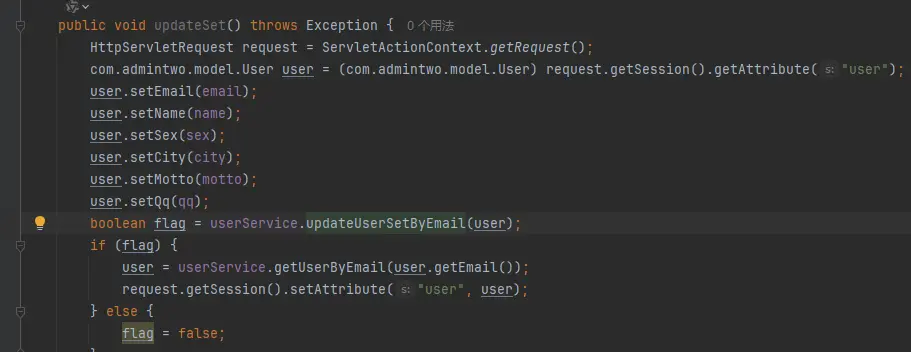 public void updateSet() throws Exception { 0 个用法
HttpServletRequest request = ServletActionContext.getRequest();
com.admintwo.model.User user = (com.admintwo.model.User) request.getSession().getAttribute( s: "user");
user.setEmail(email);
user.setName(name);
user.setSex(sex);
user.setCity(city);
user.setMotto(motto);
user.setQq(qq);
boolean flag = userService.updateUserSetByEmail(user);
if (flag) {
user = userService.getUserByEmail(user.getEmail());
request.getSession().setAttribute( s: "user", user);
} else {
flag = false;
}